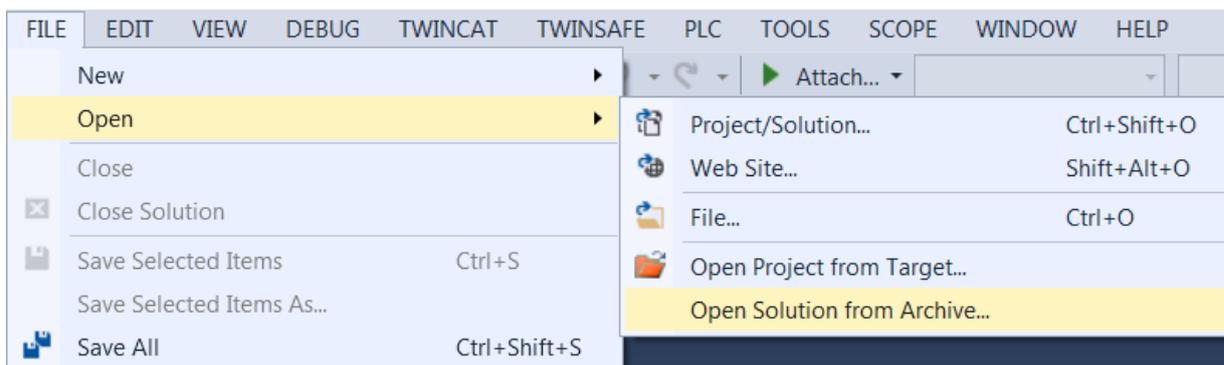 FILE EDIT VIEW DEBUG TWINCAT TWINSAFE PLC TOOLS SCOPE WINDOW HELP
New
Attach...
Open
Project/Solution... Ctrl+Shift+O
Close
Web Site... Shift+Alt+O
Close Solution
File... Ctrl+O
Save Selected Items Ctrl+S
Open Project from Target...
Save Selected Items As...
Open Solution from Archive...
Save All Ctrl+Shift+S